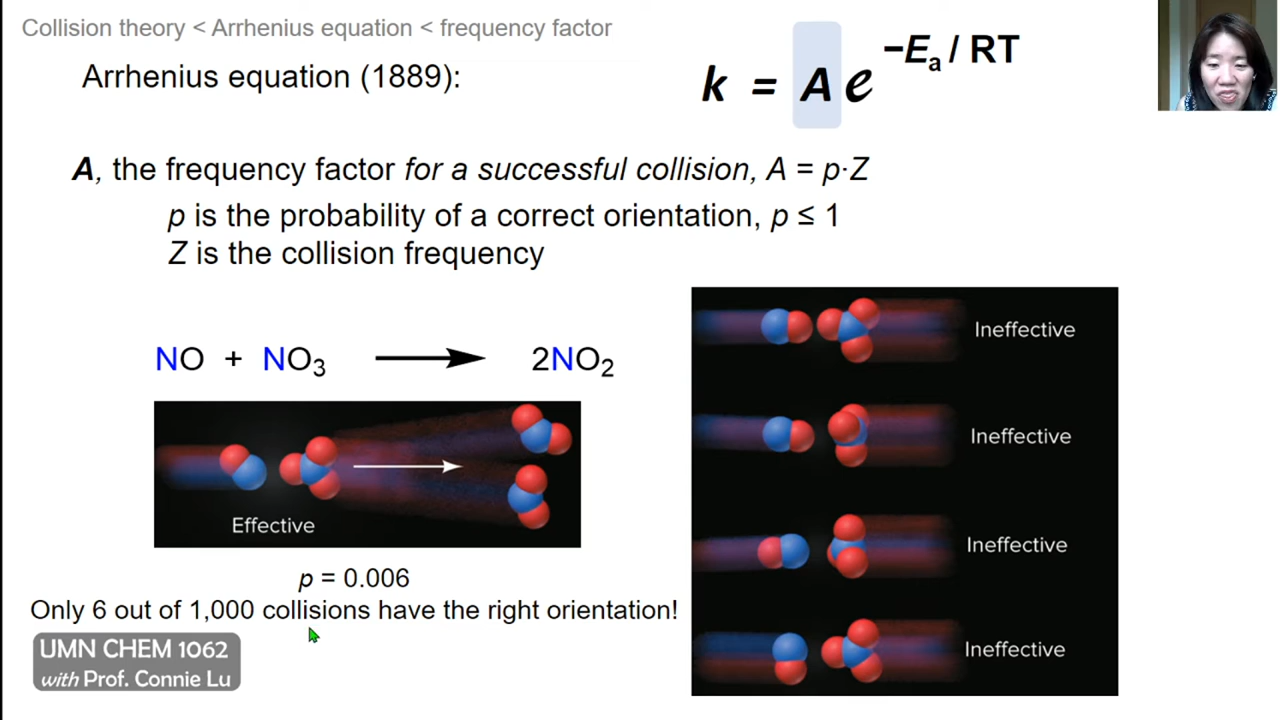 Collision theory < Arrhenius equation < frequency factor
Arrhenius equation (1889):
k = A e −Ea / RT
A, the frequency factor for a successful collision, A = p·Z
p is the probability of a correct orientation, p ≤ 1
Z is the collision frequency
NO + NO3 → 2NO2
Effective
p = 0.006
Only 6 out of 1,000 collisions have the right orientation!
UMN CHEM 1062
with Prof. Connie Lu
Ineffective
Ineffective
Ineffective
Ineffective